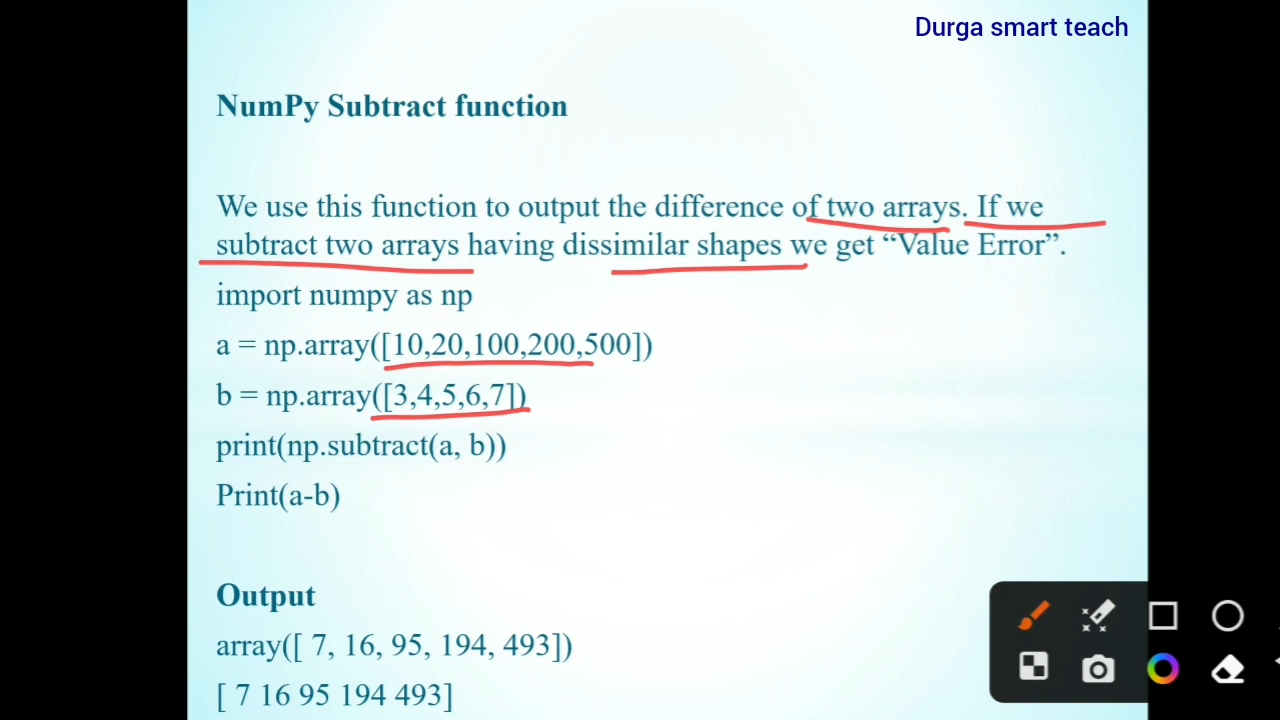 Durga smart teach
NumPy Subtract function
We use this function to output the difference of two arrays. If we
subtract two arrays having dissimilar shapes we get “Value Error”.
import numpy as np
a = np.array([10,20,100,200,500])
b = np.array([3,4,5,6,7])
print(np.subtract(a, b))
Print(a-b)
Output
array([ 7, 16, 95, 194, 493])
[ 7 16 95 194 493]